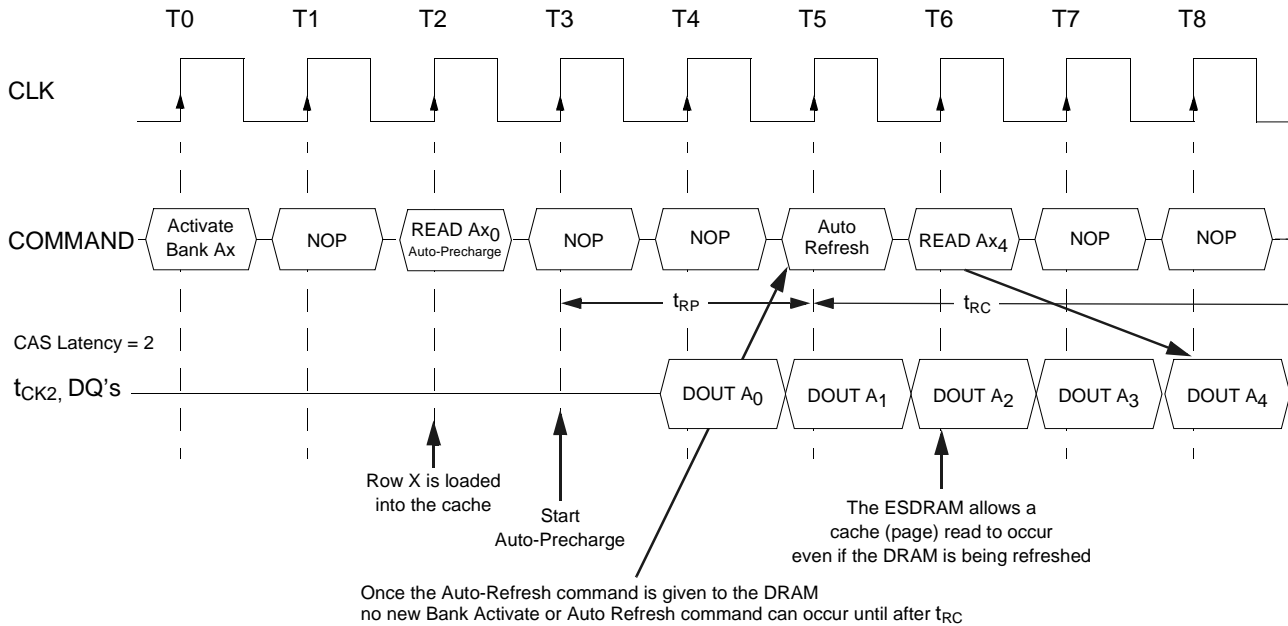 T0 T1 T2 T3 T4 T5 T6 T7 T8
CLK
COMMAND
Activate
Bank Ax
NOP
READ Ax0
Auto-Precharge
NOP
NOP
Auto
Refresh
READ Ax4
NOP
NOP
tRP
tRC
CAS Latency = 2
tCK2, DQ's
DOUT A0
DOUT A1
DOUT A2
DOUT A3
DOUT A4
Row X is loaded
into the cache
Start
Auto-Precharge
The ESDRAM allows a
cache (page) read to occur
even if the DRAM is being refreshed
Once the Auto-Refresh command is given to the DRAM
no new Bank Activate or Auto Refresh command can occur until after tRC